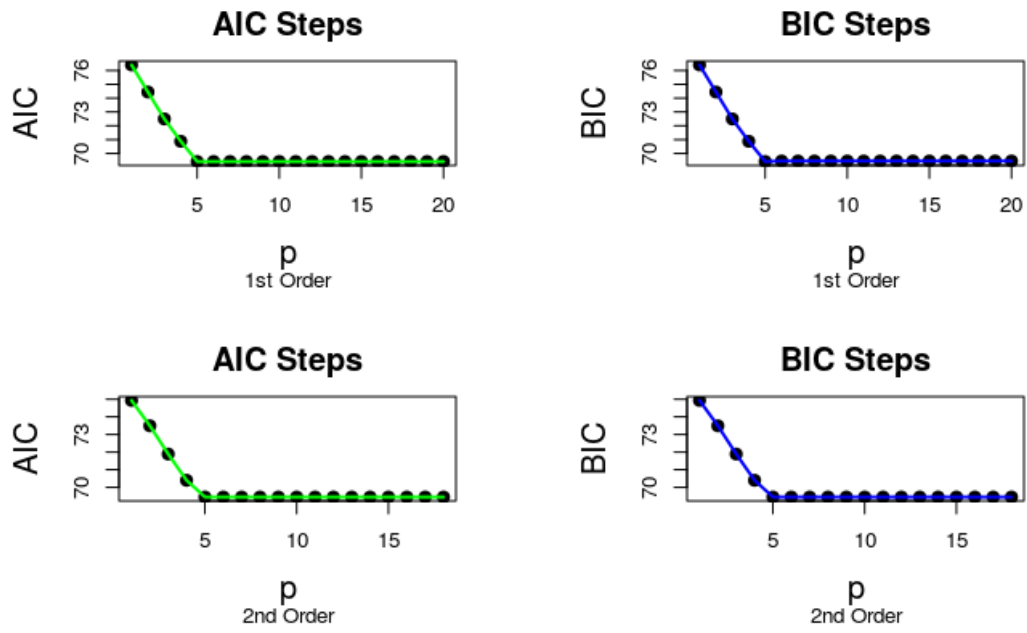 AIC Steps
AIC
76
73
70
5 10 15 20
p
1st Order
BIC Steps
BIC
76
73
70
5 10 15 20
p
1st Order
AIC Steps
AIC
73
70
5 10 15
p
2nd Order
BIC Steps
BIC
73
70
5 10 15
p
2nd Order